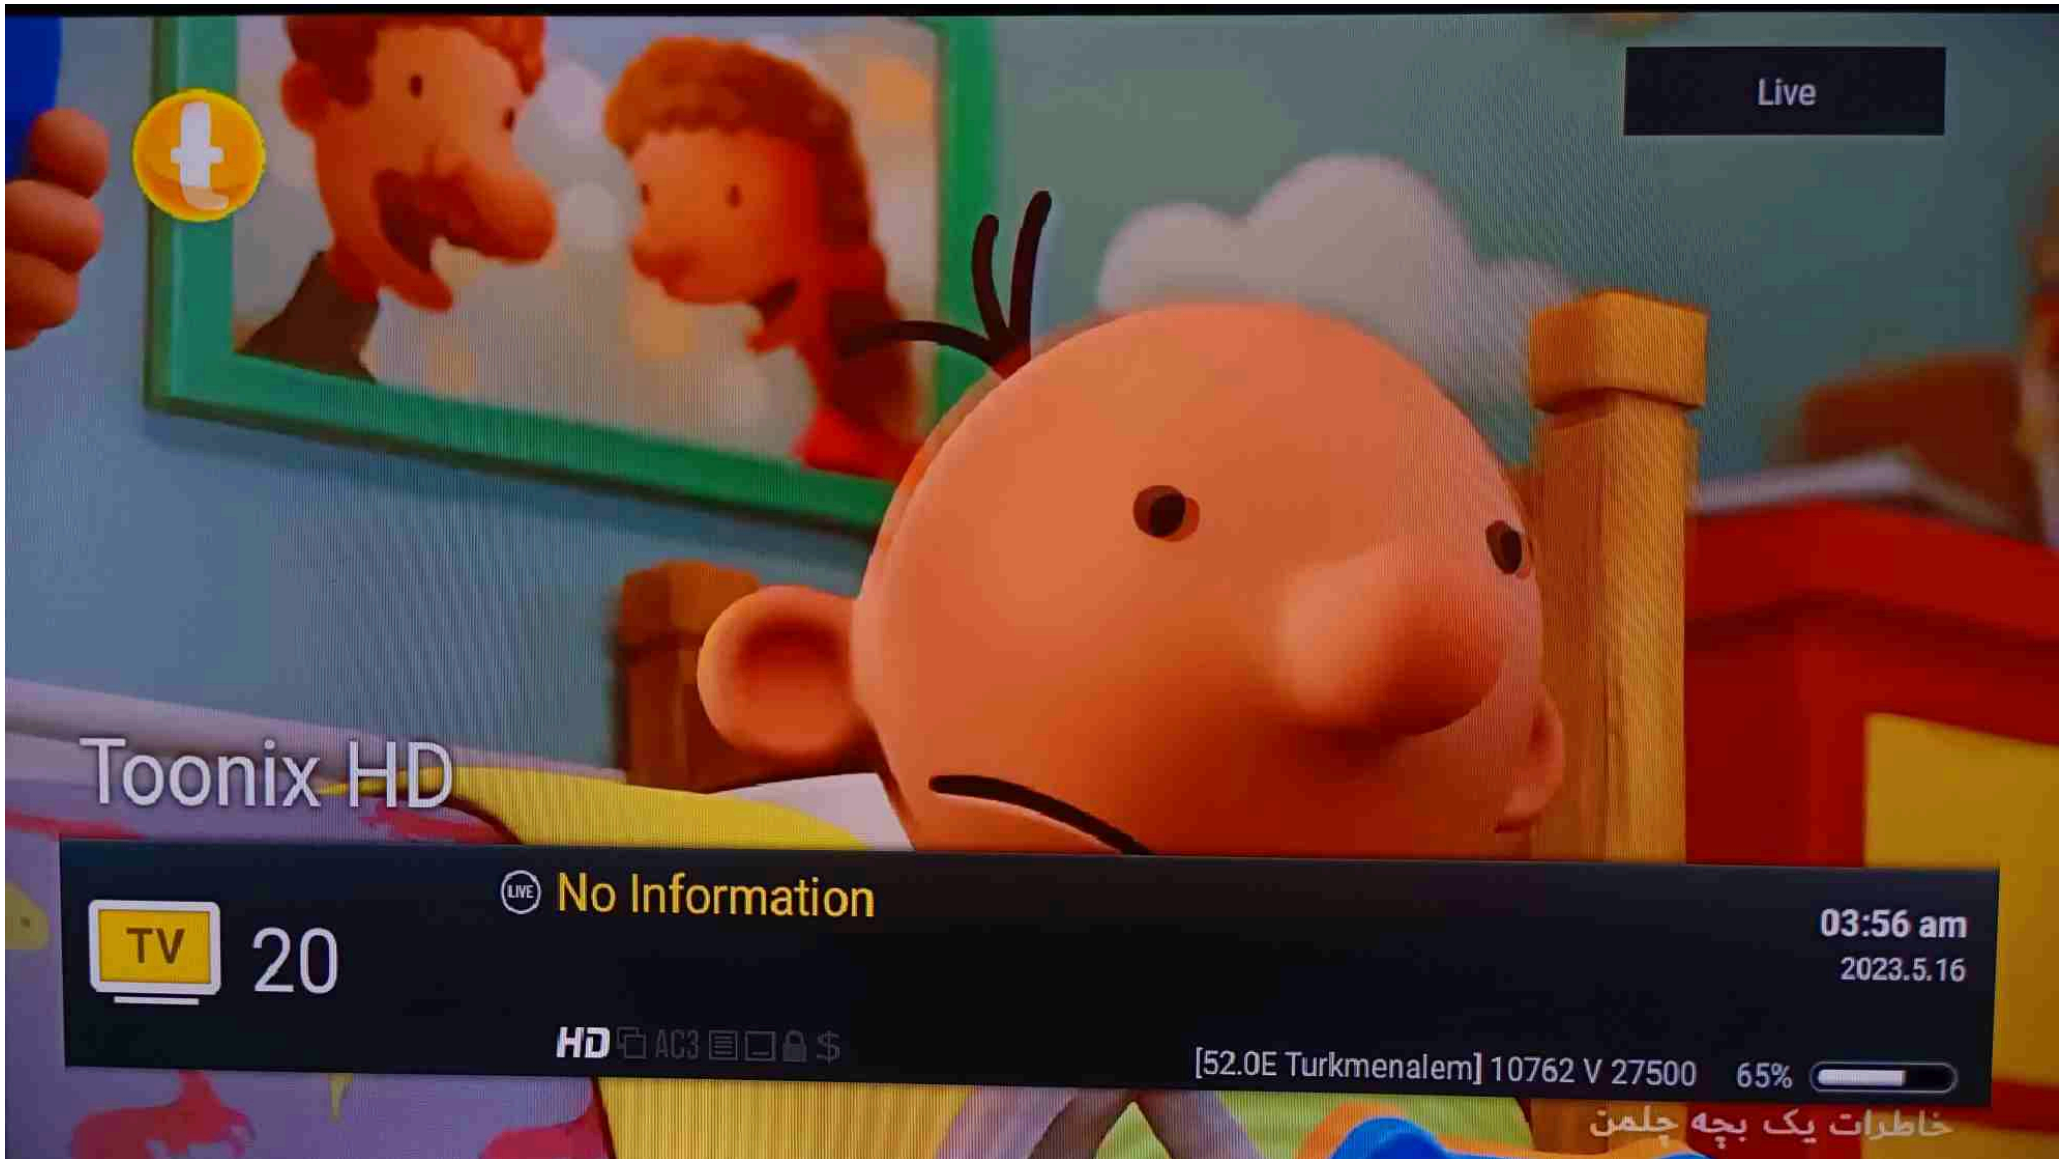 t
Live
Toonix HD
TV 20
LIVE No Information
03:56 am
2023.5.16
HD AC3 $
[52.0E Turkmenalem] 10762 V 27500 65%
خاطرات یک بچه چلمن